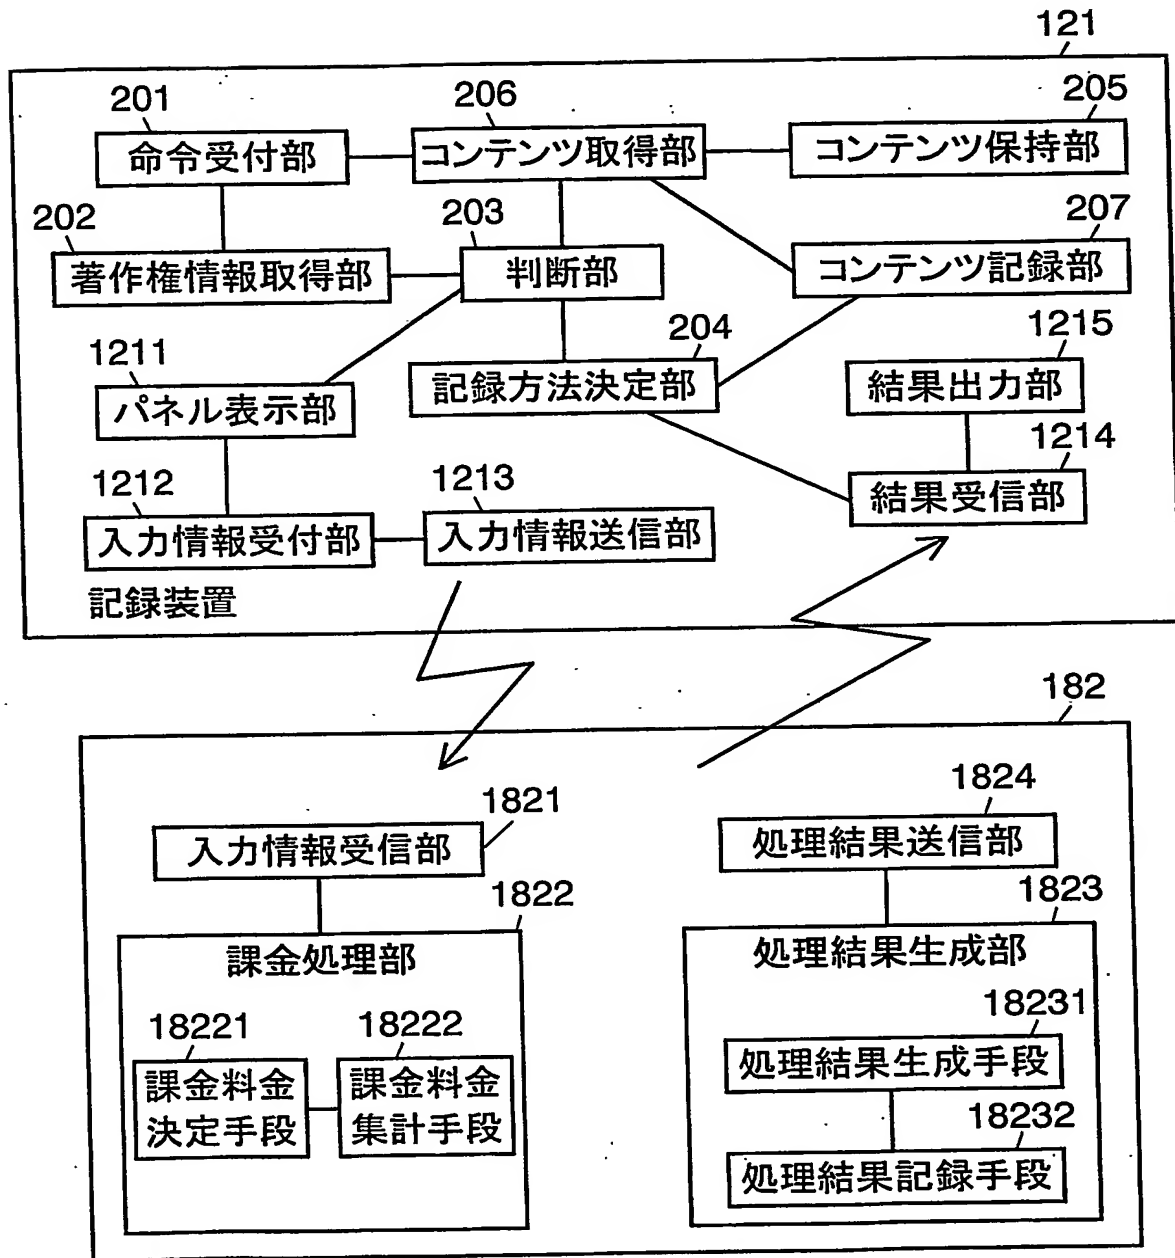 121
201
206
205
命令受付部
コンテンツ取得部
コンテンツ保持部
202
203
207
著作権情報取得部
判断部
コンテンツ記録部
1211
204
1215
パネル表示部
記録方法決定部
結果出力部
1212
1213
1214
入力情報受付部
入力情報送信部
結果受信部
記録装置
182
1821
1824
入力情報受信部
処理結果送信部
1822
1823
課金処理部
処理結果生成部
18221
18222
18231
課金料金
決定手段
課金料金
集計手段
処理結果生成手段
18232
処理結果記録手段